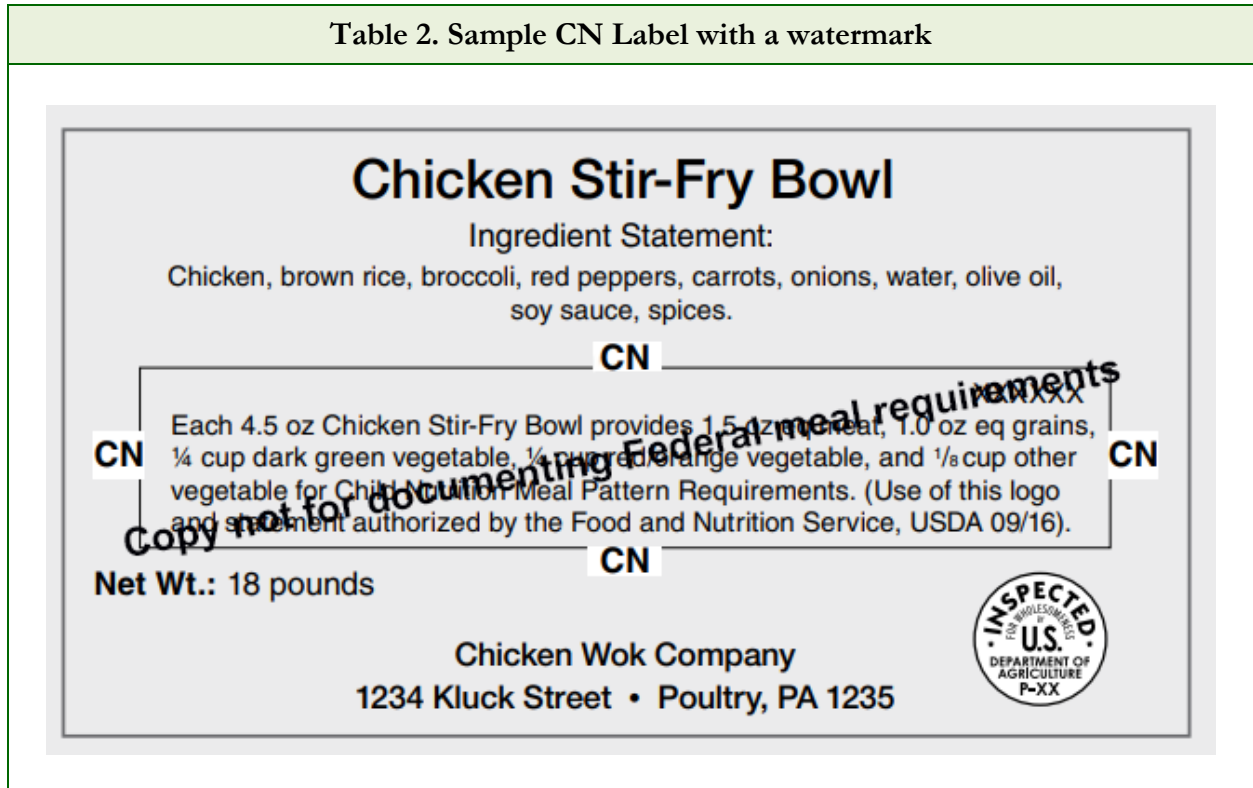 Table 2. Sample CN Label with a watermark
Chicken Stir-Fry Bowl
Ingredient Statement:
Chicken, brown rice, broccoli, red peppers, carrots, onions, water, olive oil,
soy sauce, spices.
CN
XXXXXX
Each 4.5 oz Chicken Stir-Fry Bowl provides 1.5 oz eq meat, 1.0 oz eq grains,
CN
¼ cup dark green vegetable, ¼ cup red/orange vegetable, and ¹/₈ cup other
CN
vegetable for Child Nutrition Meal Pattern Requirements. (Use of this logo
and statement authorized by the Food and Nutrition Service, USDA 09/16).
Copy not for documenting Federal meal requirements
CN
Net Wt.: 18 pounds
Chicken Wok Company
1234 Kluck Street • Poultry, PA 1235
INSPECTED
FOR WHOLESOMENESS
BY
U.S.
DEPARTMENT OF
AGRICULTURE
P-XX